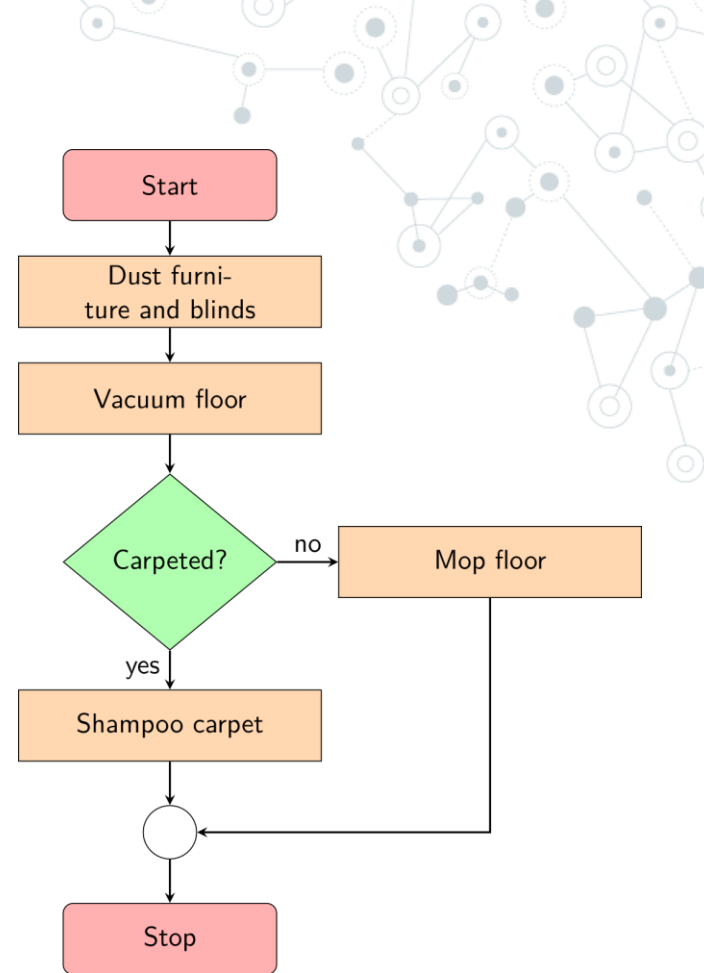 Start
Dust furni-
ture and blinds
Vacuum floor
Carpeted?
no
Mop floor
yes
Shampoo carpet
Stop